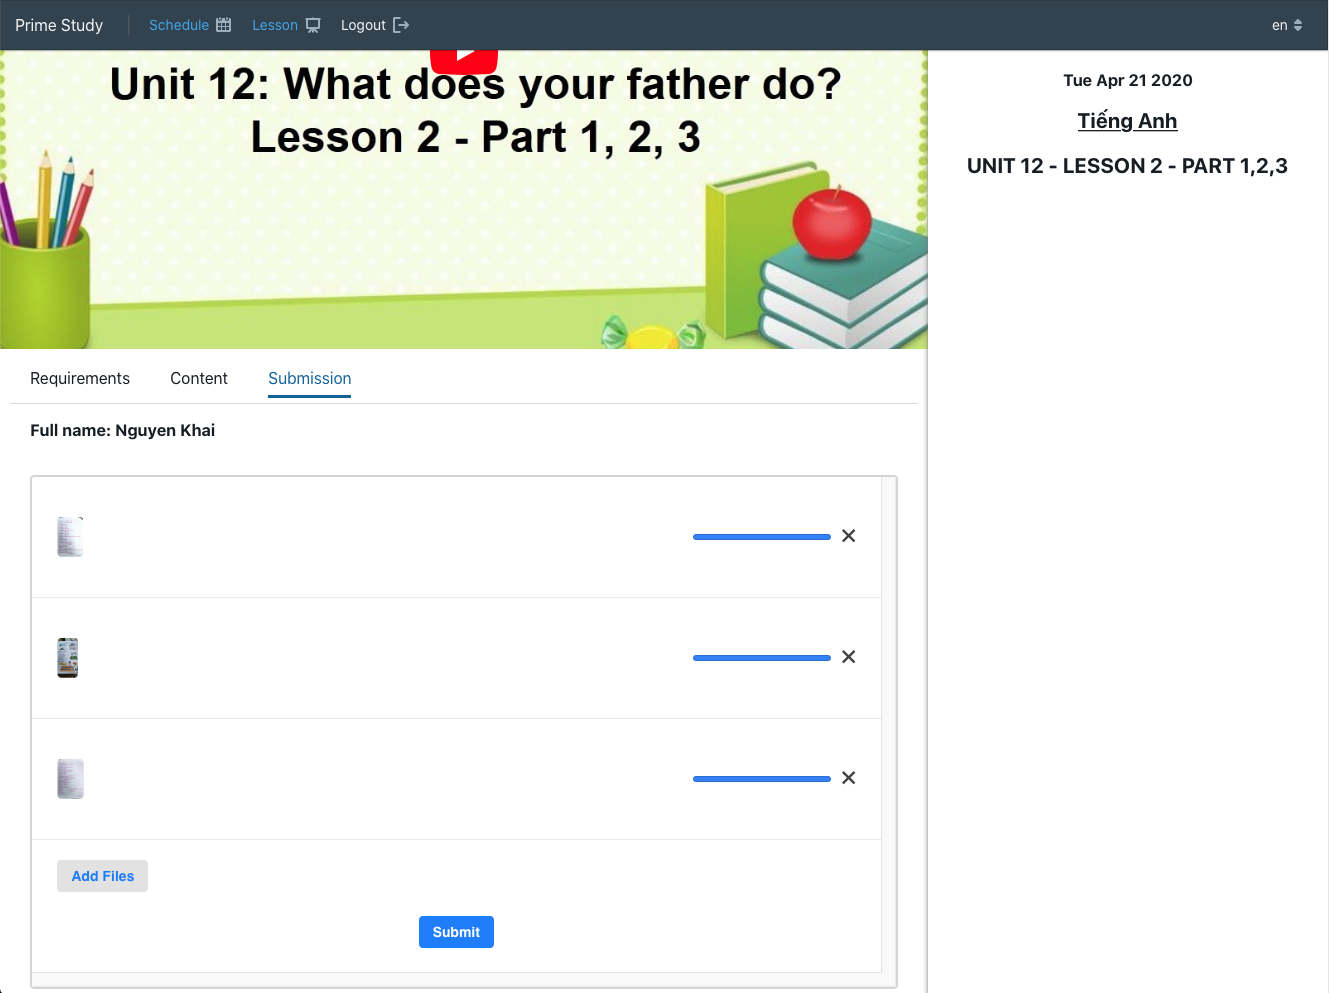 Prime Study
Schedule
Lesson
Logout
en
Unit 12: What does your father do?
Lesson 2 - Part 1, 2, 3
Tue Apr 21 2020
Tiếng Anh
UNIT 12 - LESSON 2 - PART 1,2,3
Requirements
Content
Submission
Full name: Nguyen Khai
Add Files
Submit